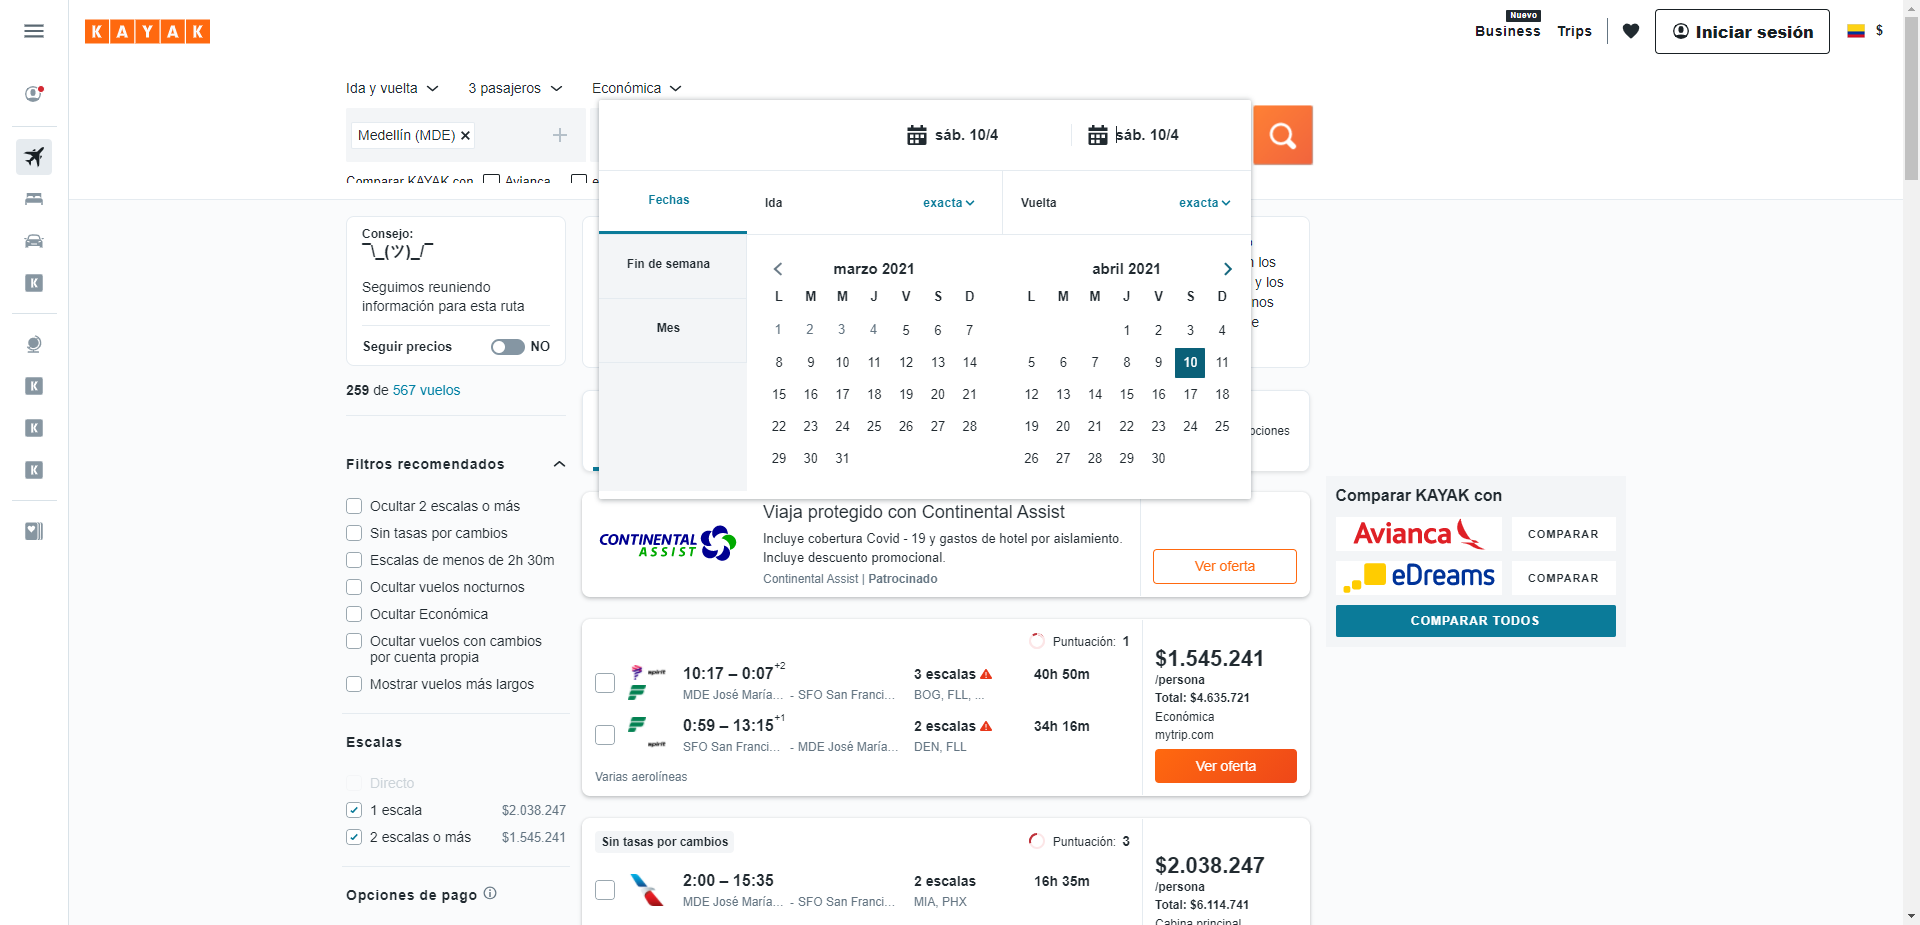 KAYAK
Nuevo
Business
Trips
Iniciar sesión
$
Ida y vuelta
3 pasajeros
Económica
Medellín (MDE)
sáb. 10/4
sáb. 10/4
Comparar KAYAK con
Avianca
e
Fechas
Ida
exacta
Vuelta
exacta
Fin de semana
Mes
marzo 2021
L M M J V S D
1 2 3 4 5 6 7
8 9 10 11 12 13 14
15 16 17 18 19 20 21
22 23 24 25 26 27 28
29 30 31
abril 2021
L M M J V S D
1 2 3 4
5 6 7 8 9 10 11
12 13 14 15 16 17 18
19 20 21 22 23 24 25
26 27 28 29 30
los
y los
nos
e
pciones
Consejo:
¯\_(ツ)_/¯
Seguimos reuniendo
información para esta ruta
Seguir precios
NO
259 de 567 vuelos
Filtros recomendados
Ocultar 2 escalas o más
Sin tasas por cambios
Escalas de menos de 2h 30m
Ocultar vuelos nocturnos
Ocultar Económica
Ocultar vuelos con cambios
por cuenta propia
Mostrar vuelos más largos
Escalas
Directo
1 escala $2.038.247
2 escalas o más $1.545.241
Opciones de pago
CONTINENTAL
ASSIST
Viaja protegido con Continental Assist
Incluye cobertura Covid - 19 y gastos de hotel por aislamiento.
Incluye descuento promocional.
Continental Assist | Patrocinado
Ver oferta
Puntuación: 1
spirit
10:17 – 0:07+2
MDE José María... - SFO San Franci...
3 escalas
BOG, FLL, ...
40h 50m
spirit
0:59 – 13:15+1
SFO San Franci... - MDE José María...
2 escalas
DEN, FLL
34h 16m
Varias aerolíneas
$1.545.241
/persona
Total: $4.635.721
Económica
mytrip.com
Ver oferta
Sin tasas por cambios
Puntuación: 3
2:00 – 15:35
MDE José María... - SFO San Franci...
2 escalas
MIA, PHX
16h 35m
$2.038.247
/persona
Total: $6.114.741
Cabina principal
Comparar KAYAK con
Avianca
COMPARAR
eDreams
COMPARAR
COMPARAR TODOS
K
K
K
K